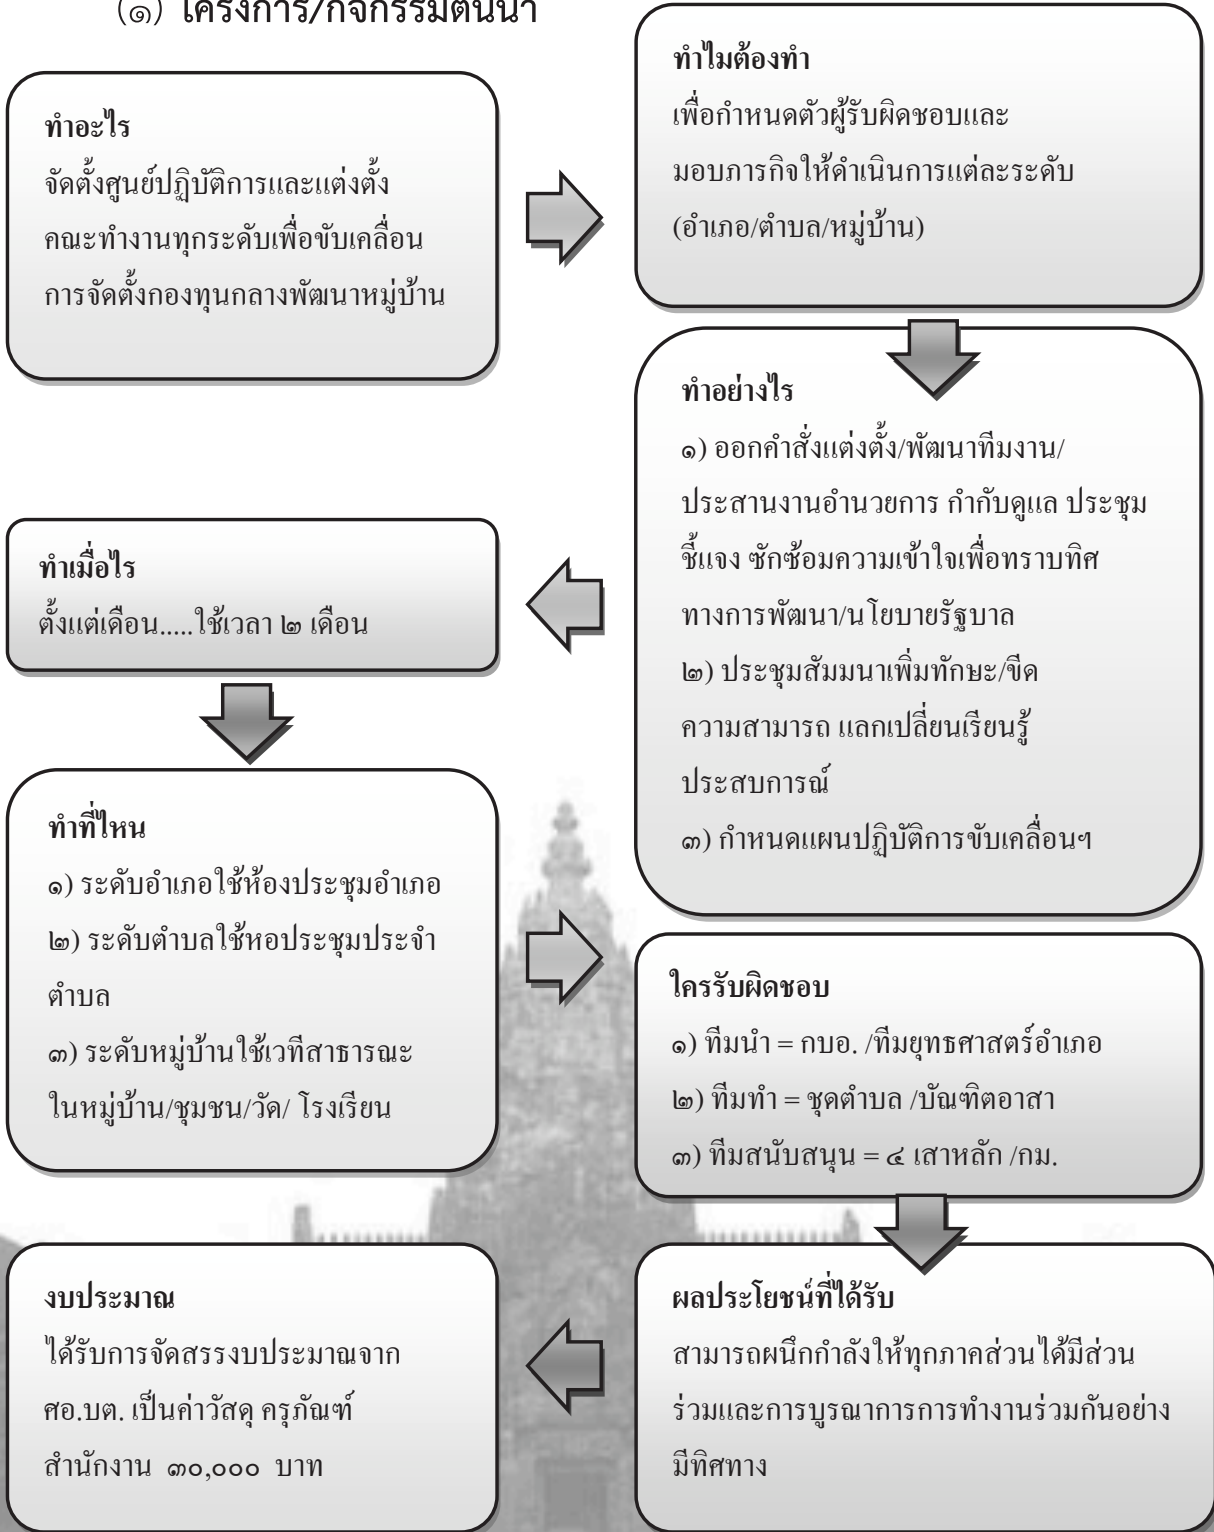 (๑) โครงการ/กิจกรรมต้นน้ำ
ทำอะไร
จัดตั้งศูนย์ปฏิบัติการและแต่งตั้ง
คณะทำงานทุกระดับเพื่อขับเคลื่อน
การจัดตั้งกองทุนกลางพัฒนาหมู่บ้าน
ทำไมต้องทำ
เพื่อกำหนดตัวผู้รับผิดชอบและ
มอบภารกิจให้ดำเนินการแต่ละระดับ
(อำเภอ/ตำบล/หมู่บ้าน)
ทำอย่างไร
๑) ออกคำสั่งแต่งตั้ง/พัฒนาทีมงาน/
ประสานงานอำนวยการ กำกับดูแล ประชุม
ชี้แจง ซักซ้อมความเข้าใจเพื่อทราบทิศ
ทางการพัฒนา/นโยบายรัฐบาล
๒) ประชุมสัมมนาเพิ่มทักษะ/ขีด
ความสามารถ แลกเปลี่ยนเรียนรู้
ประสบการณ์
๓) กำหนดแผนปฏิบัติการขับเคลื่อนฯ
ทำเมื่อไร
ตั้งแต่เดือน.....ใช้เวลา ๒ เดือน
ทำที่ไหน
๑) ระดับอำเภอใช้ห้องประชุมอำเภอ
๒) ระดับตำบลใช้หอประชุมประจำ
ตำบล
๓) ระดับหมู่บ้านใช้เวทีสาธารณะ
ในหมู่บ้าน/ชุมชน/วัด/ โรงเรียน
ใครรับผิดชอบ
๑) ทีมนำ = กบอ. /ทีมยุทธศาสตร์อำเภอ
๒) ทีมทำ = ชุดตำบล /บัณฑิตอาสา
๓) ทีมสนับสนุน = ๔ เสาหลัก /กม.
ผลประโยชน์ที่ได้รับ
สามารถผนึกกำลังให้ทุกภาคส่วนได้มีส่วน
ร่วมและการบูรณาการการทำงานร่วมกันอย่าง
มีทิศทาง
งบประมาณ
ได้รับการจัดสรรงบประมาณจาก
ศอ.บต. เป็นค่าวัสดุ ครุภัณฑ์
สำนักงาน ๓๐,๐๐๐ บาท